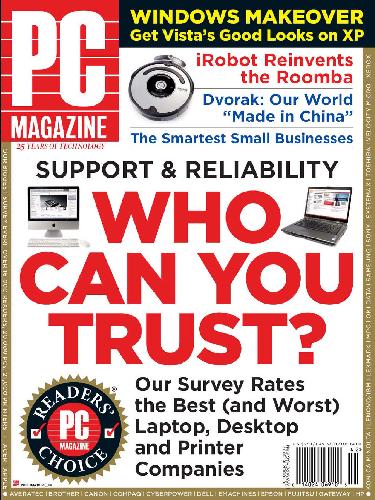 WINDOWS MAKEOVER
Get Vista's Good Looks on XP
PC
MAGAZINE
25 YEARS OF TECHNOLOGY
iRobot Reinvents
the Roomba
Dvorak: Our World
“Made in China”
The Smartest Small Businesses
SUPPORT & RELIABILITY
WHO
CAN YOU
TRUST?
READERS'
PC
MAGAZINE
CHOICE
®
Our Survey Rates
the Best (and Worst)
Laptop, Desktop
and Printer
Companies
AVERATEC | BROTHER | CANON | COMPAQ | CYBERPOWER | DELL | EMACHINES | EPSON | FUJITSU | GATEWAY | HP